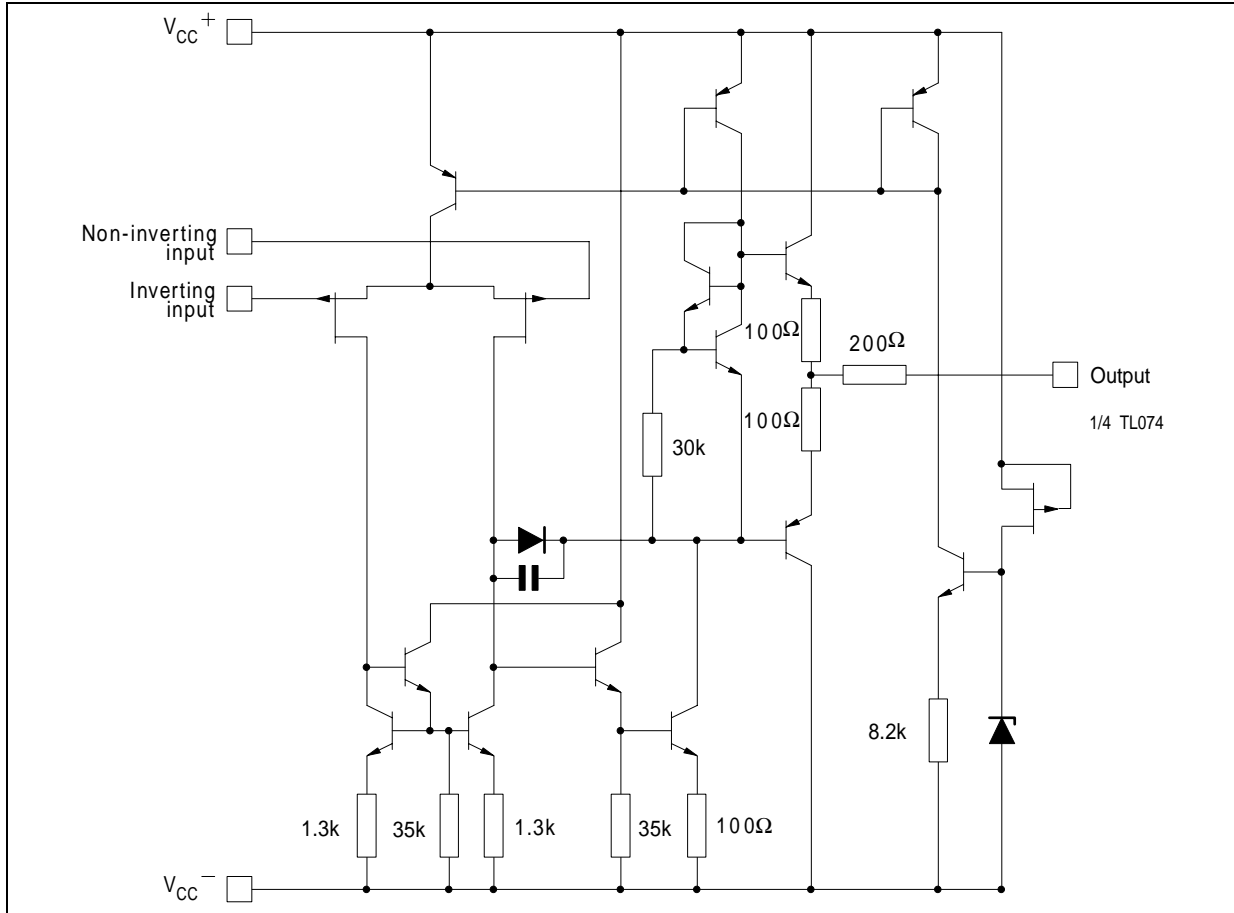 VCC+
Non-inverting
input
Inverting
input
100Ω
200Ω
Output
100Ω
1/4 TL074
30k
8.2k
1.3k
35k
1.3k
35k
100Ω
VCC−